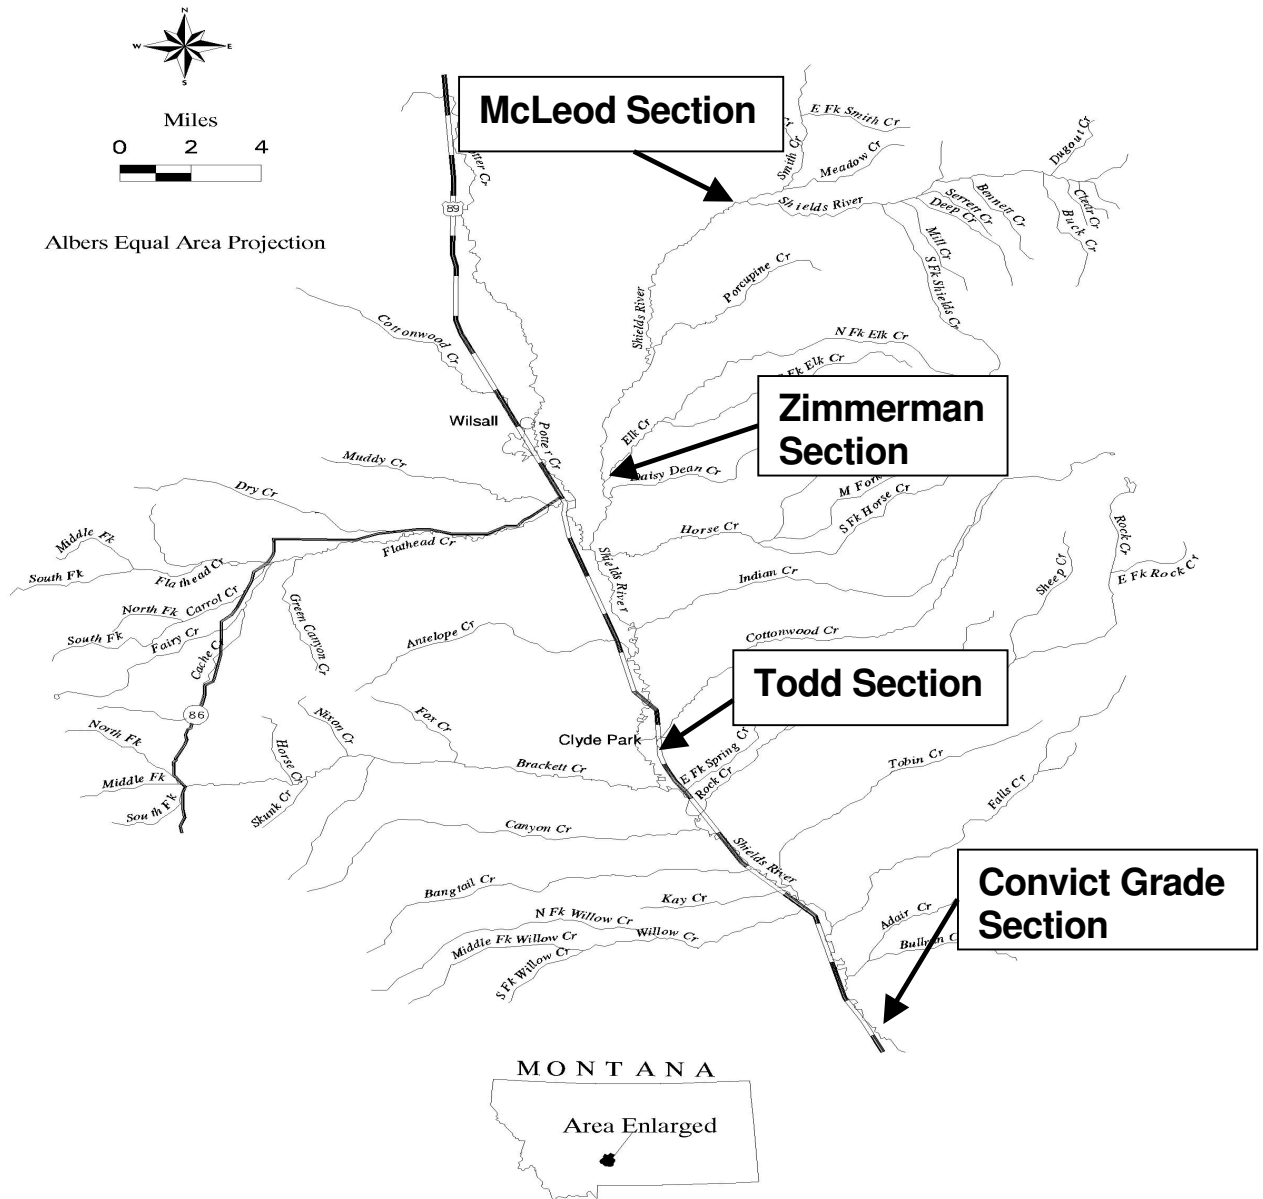 N
W
E
S
Miles
0 2 4
Albers Equal Area Projection
McLeod Section
E Fk Smith Cr
Smith Cr
Meadow Cr
Dugout Cr
Shields River
Serrett Cr
Deep Cr
Bennett Cr
Clear Cr
Buck Cr
Mill Cr
S Fk Shields Cr
89
Porcupine Cr
Shields River
Cottonwood Cr
N Fk Elk Cr
Fk Elk Cr
Zimmerman
Section
Wilsall
Potter Cr
Elk Cr
Muddy Cr
Daisy Dean Cr
Dry Cr
M Fork
S Fk Horse Cr
Horse Cr
Middle Fk
South Fk
Flathead Cr
Flathead Cr
Shields River
Rock Cr
E Fk Rock Cr
Sheep Cr
Indian Cr
North Fk
Carrol Cr
South Fk
Fairy Cr
Cache Cr
Green Canyon Cr
Antelope Cr
Cottonwood Cr
Todd Section
86
North Fk
Nixon Cr
Fox Cr
Clyde Park
Horse Cr
Middle Fk
South Fk
Skunk Cr
Brackett Cr
E Fk Spring Cr
Rock Cr
Tobin Cr
Falls Cr
Canyon Cr
Shields River
Convict Grade
Section
Bangtail Cr
Kay Cr
N Fk Willow Cr
Willow Cr
Middle Fk Willow Cr
S Fk Willow Cr
Adair Cr
Bullrun C
MONTANA
Area Enlarged